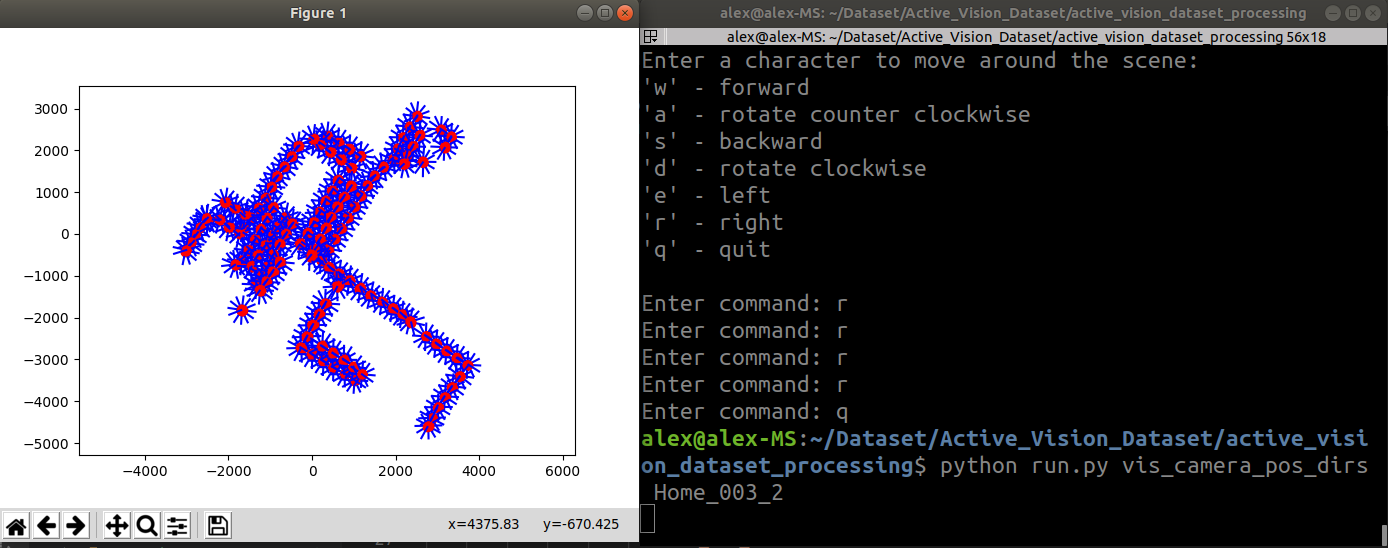 Figure 1
3000
2000
1000
0
−1000
−2000
−3000
−4000
−5000
−4000
−2000
0
2000
4000
6000
x=4375.83 y=-670.425
alex@alex-MS: ~/Dataset/Active_Vision_Dataset/active_vision_dataset_processing
alex@alex-MS: ~/Dataset/Active_Vision_Dataset/active_vision_dataset_processing 56x18
Enter a character to move around the scene:
'w' - forward
'a' - rotate counter clockwise
's' - backward
'd' - rotate clockwise
'e' - left
'r' - right
'q' - quit
Enter command: r
Enter command: r
Enter command: r
Enter command: r
Enter command: q
alex@alex-MS:~/Dataset/Active_Vision_Dataset/active_visi
on_dataset_processing$ python run.py vis_camera_pos_dirs
Home_003_2